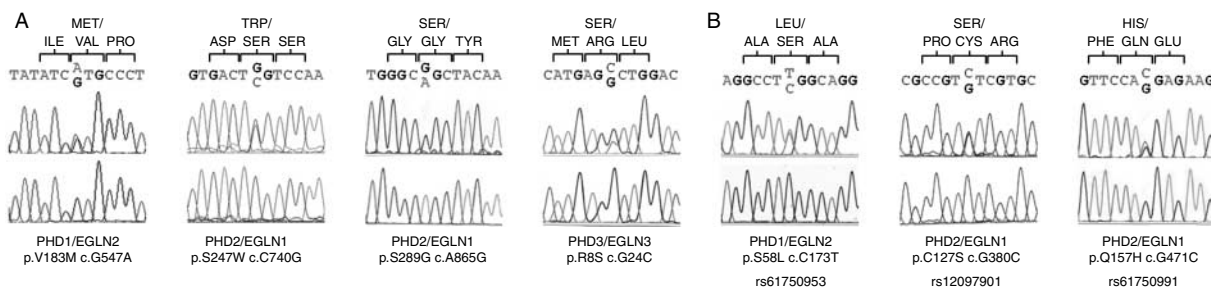 A
MET/
ILE VAL PRO
TATATC A/G TGCCCT
PHD1/EGLN2
p.V183M c.G547A
TRP/
ASP SER SER
GTGACT G/C GTCCAA
PHD2/EGLN1
p.S247W c.C740G
SER/
GLY GLY TYR
TGGGC G/A GCTACAA
PHD2/EGLN1
p.S289G c.A865G
SER/
MET ARG LEU
CATGAG C/G CTGGAC
PHD3/EGLN3
p.R8S c.G24C
B
LEU/
ALA SER ALA
AGGCCT T/C GGCAGG
PHD1/EGLN2
p.S58L c.C173T
rs61750953
SER/
PRO CYS ARG
CGCCGT C/G TCGTGC
PHD2/EGLN1
p.C127S c.G380C
rs12097901
HIS/
PHE GLN GLU
GTTCCA C/G GAGAAG
PHD2/EGLN1
p.Q157H c.G471C
rs61750991